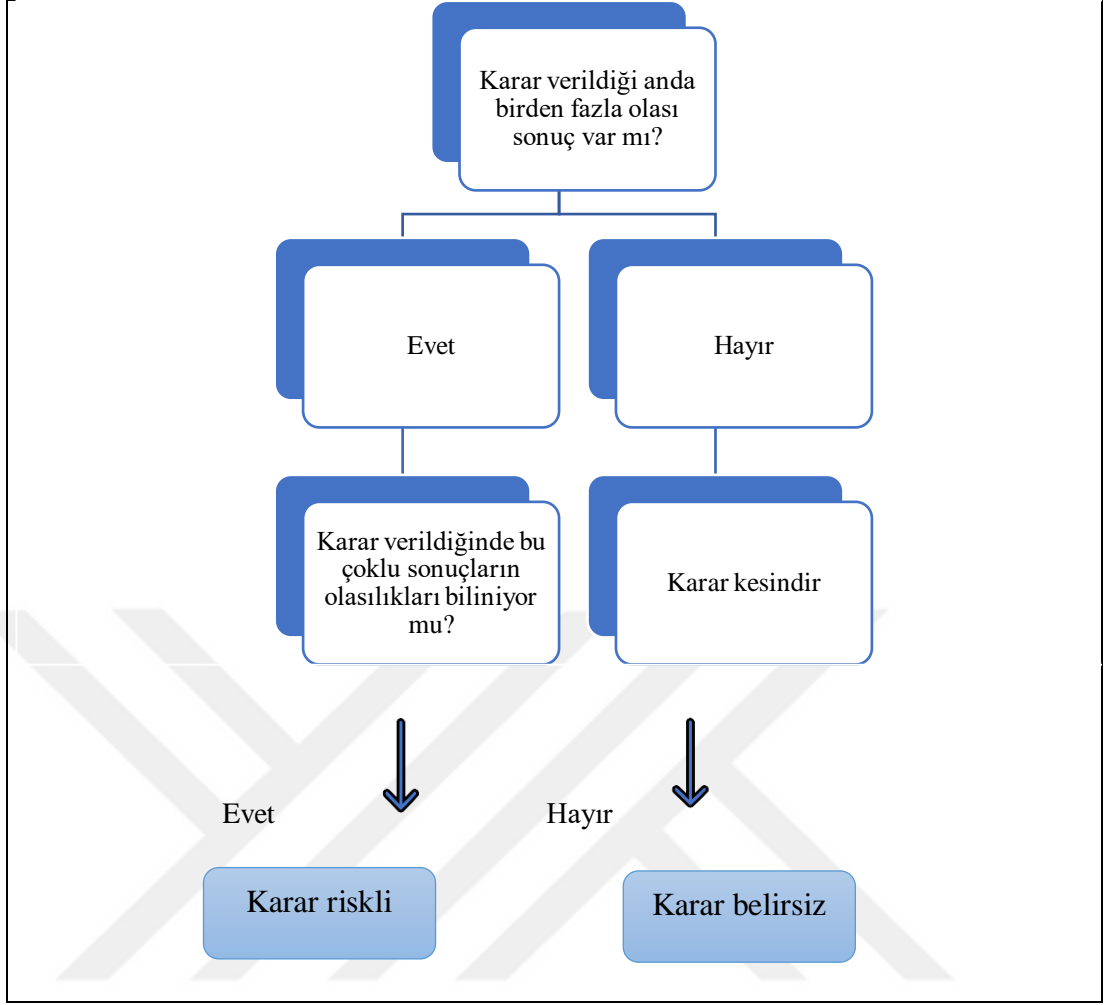 Karar verildiği anda
birden fazla olası
sonuç var mı?
Evet
Hayır
Karar verildiğinde bu
çoklu sonuçların
olasılıkları biliniyor
mu?
Karar kesindir
Evet
Hayır
Karar riskli
Karar belirsiz